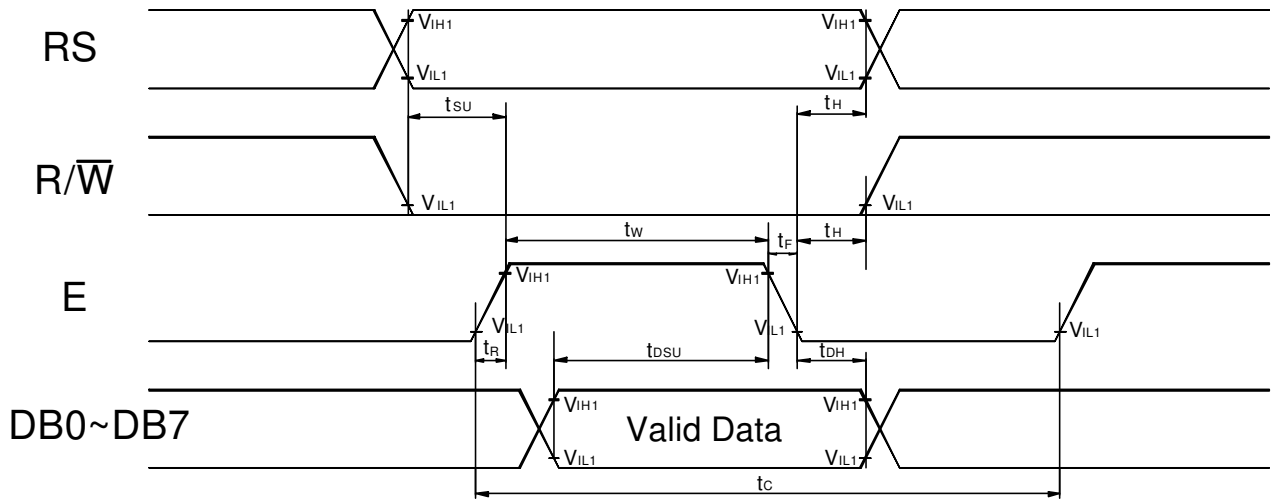 RS
VIH1
VIH1
VIL1
VIL1
tSU
tH
R/W̅
VIL1
VIL1
tW
tF
tH
E
VIH1
VIH1
VIL1
VIL1
VIL1
tR
tDSU
tDH
DB0~DB7
VIH1
Valid Data
VIH1
VIL1
VIL1
tC